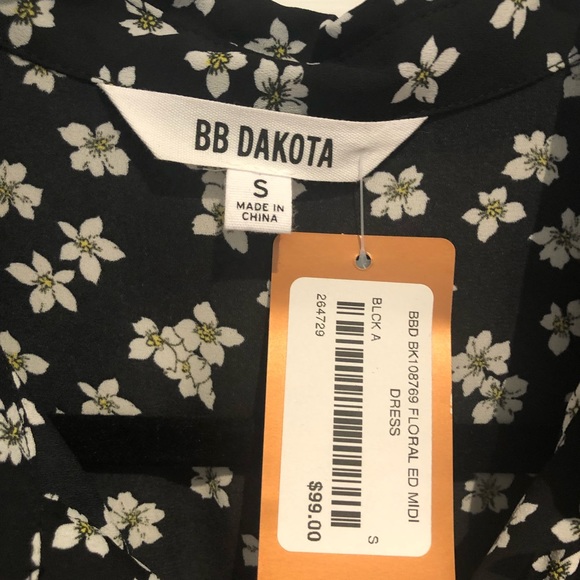 BB DAKOTA
S
MADE IN
CHINA
BBD BK108769 FLORAL ED MIDI
DRESS
BLCK A
S
264729
$99.00